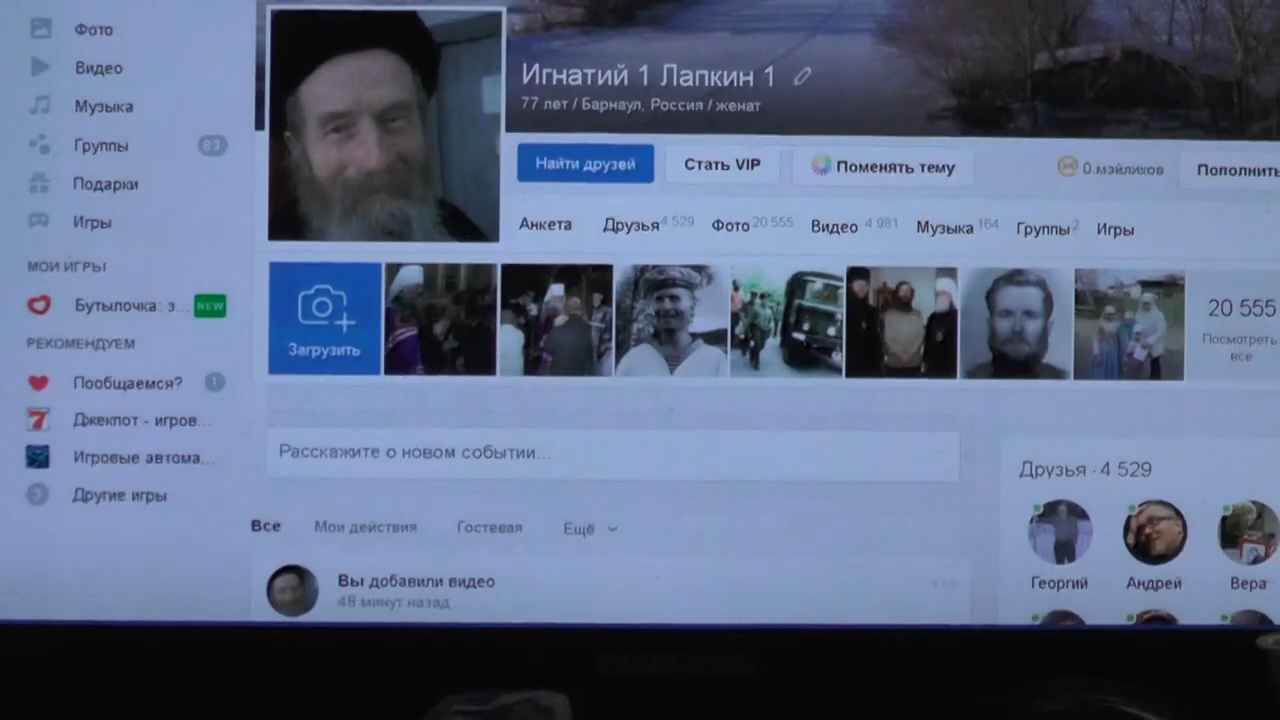 Фото
Видео
Музыка
Группы 83
Подарки
Игры
МОИ ИГРЫ
Бутылочка: з... NEW
РЕКОМЕНДУЕМ
Пообщаемся? 1
Джекпот - игров...
Игровые автома...
Другие игры
Игнатий 1 Лапкин 1
77 лет / Барнаул, Россия / женат
Найти друзей
Стать VIP
Поменять тему
0 мэйликов
Пополнить
Анкета Друзья 4 529 Фото 20 555 Видео 4 981 Музыка 164 Группы 2 Игры
Загрузить
20 555
Посмотреть
все
Расскажите о новом событии...
Все Мои действия Гостевая Ещё
Вы добавили видео
48 минут назад
Друзья · 4 529
Георгий Андрей Вера
SAMSUNG